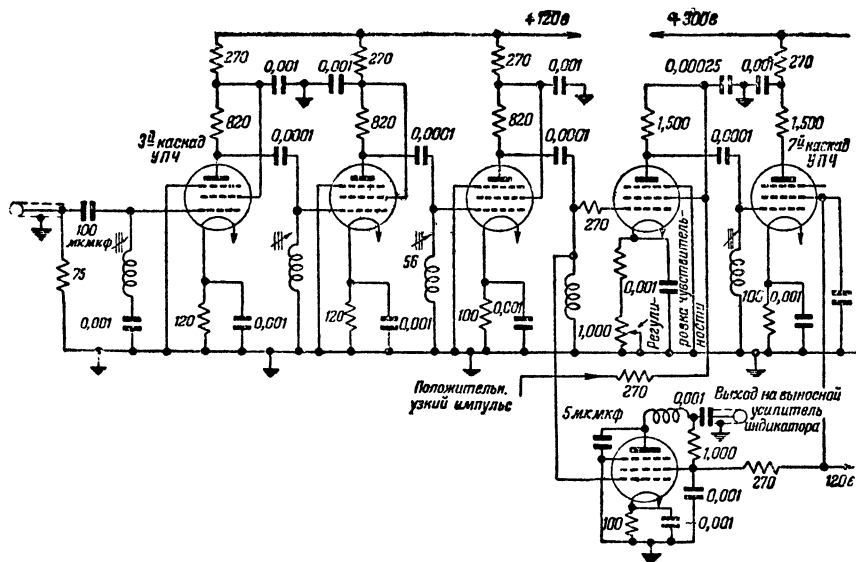 +120в
+300в
270
0,001
0,001
270
270
0,001
0,00025
0,001
270
820
820
820
1,500
1,500
3й каскад
УПЧ
0,0001
0,0001
0,0001
0,0001
7й каскад
УПЧ
270
100
мкмкф
75
0,001
120
0,001
120
0,001
56
100
0,001
1,000
0,001
Регули-
ровка чувствитель-
ности
100
0,001
Положительн.
узкий импульс
270
5 мкмкф
0,001
Выход на выносной
усилитель
индикатора
1,000
270
120в
0,001
100
0,001